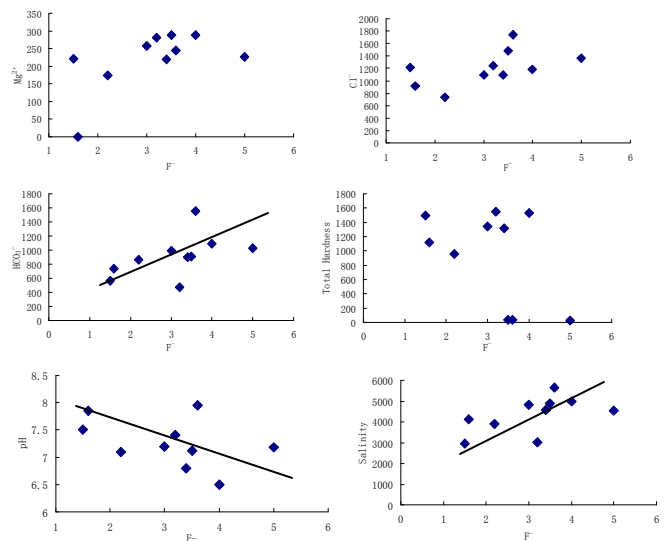 350
300
250
200
150
100
50
0
Mg²⁺
1 2 3 4 5 6
F⁻
2000
1800
1600
1400
1200
1000
800
600
400
200
0
Cl⁻
1 2 3 4 5 6
F⁻
1800
1600
1400
1200
1000
800
600
400
200
0
HCO₃⁻
0 1 2 3 4 5 6
F⁻
1800
1600
1400
1200
1000
800
600
400
200
0
Total Hardness
0 1 2 3 4 5 6
F⁻
8.5
8
7.5
7
6.5
6
pH
1 2 3 4 5 6
F−
6000
5000
4000
3000
2000
1000
0
Salinity
0 1 2 3 4 5 6
F⁻